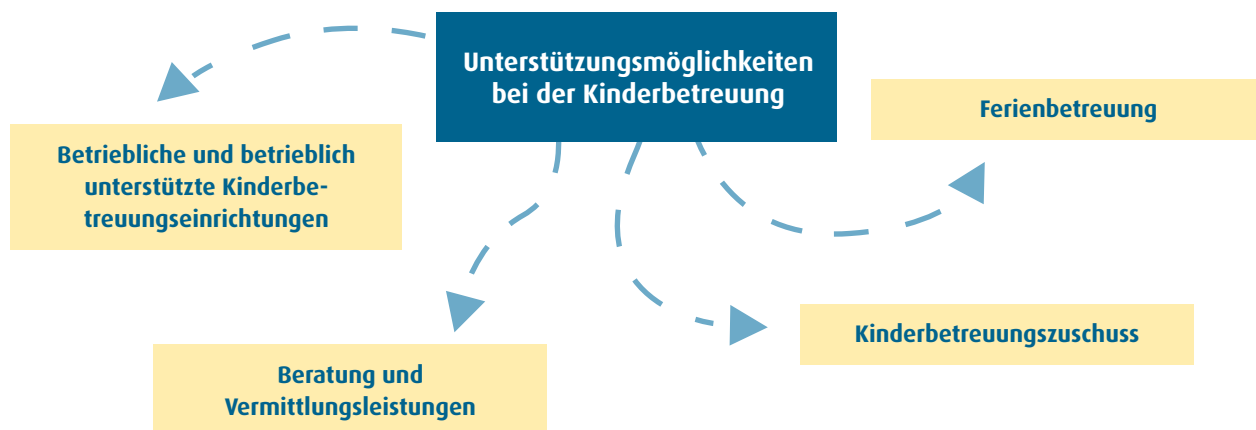 Unterstützungsmöglichkeiten
bei der Kinderbetreuung
Ferienbetreuung
Betriebliche und betrieblich
unterstützte Kinderbe-
treuungseinrichtungen
Kinderbetreuungszuschuss
Beratung und
Vermittlungsleistungen